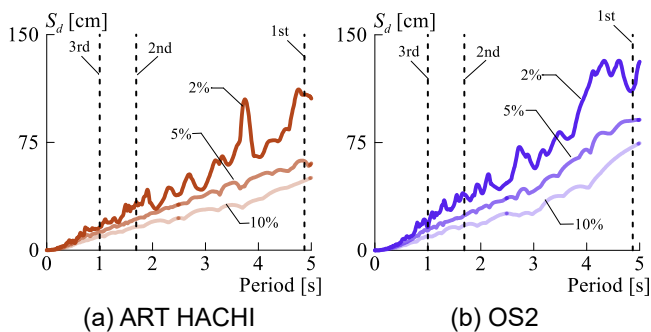 S_d [cm]
150
75
0
3rd
2nd
1st
2%
5%
10%
0
1
2
3
4
5
Period [s]
(a) ART HACHI
S_d [cm]
150
75
0
3rd
2nd
1st
2%
5%
10%
0
1
2
3
4
5
Period [s]
(b) OS2